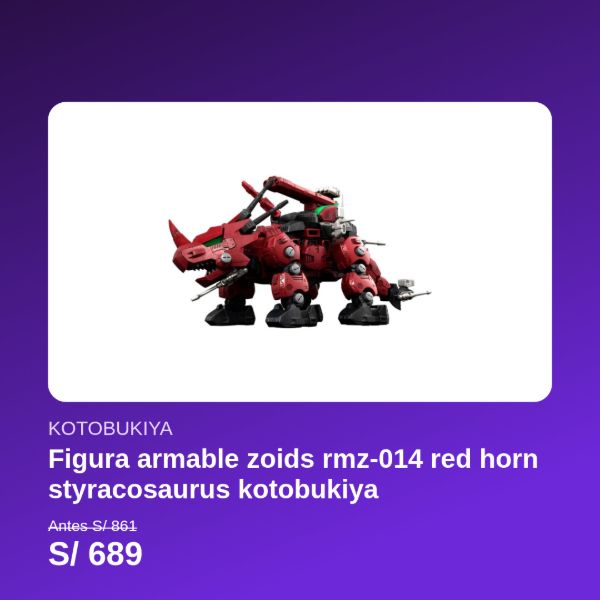 KOTOBUKIYA
Figura armable zoids rmz-014 red horn
styracosaurus kotobukiya
Antes S/ 861
S/ 689